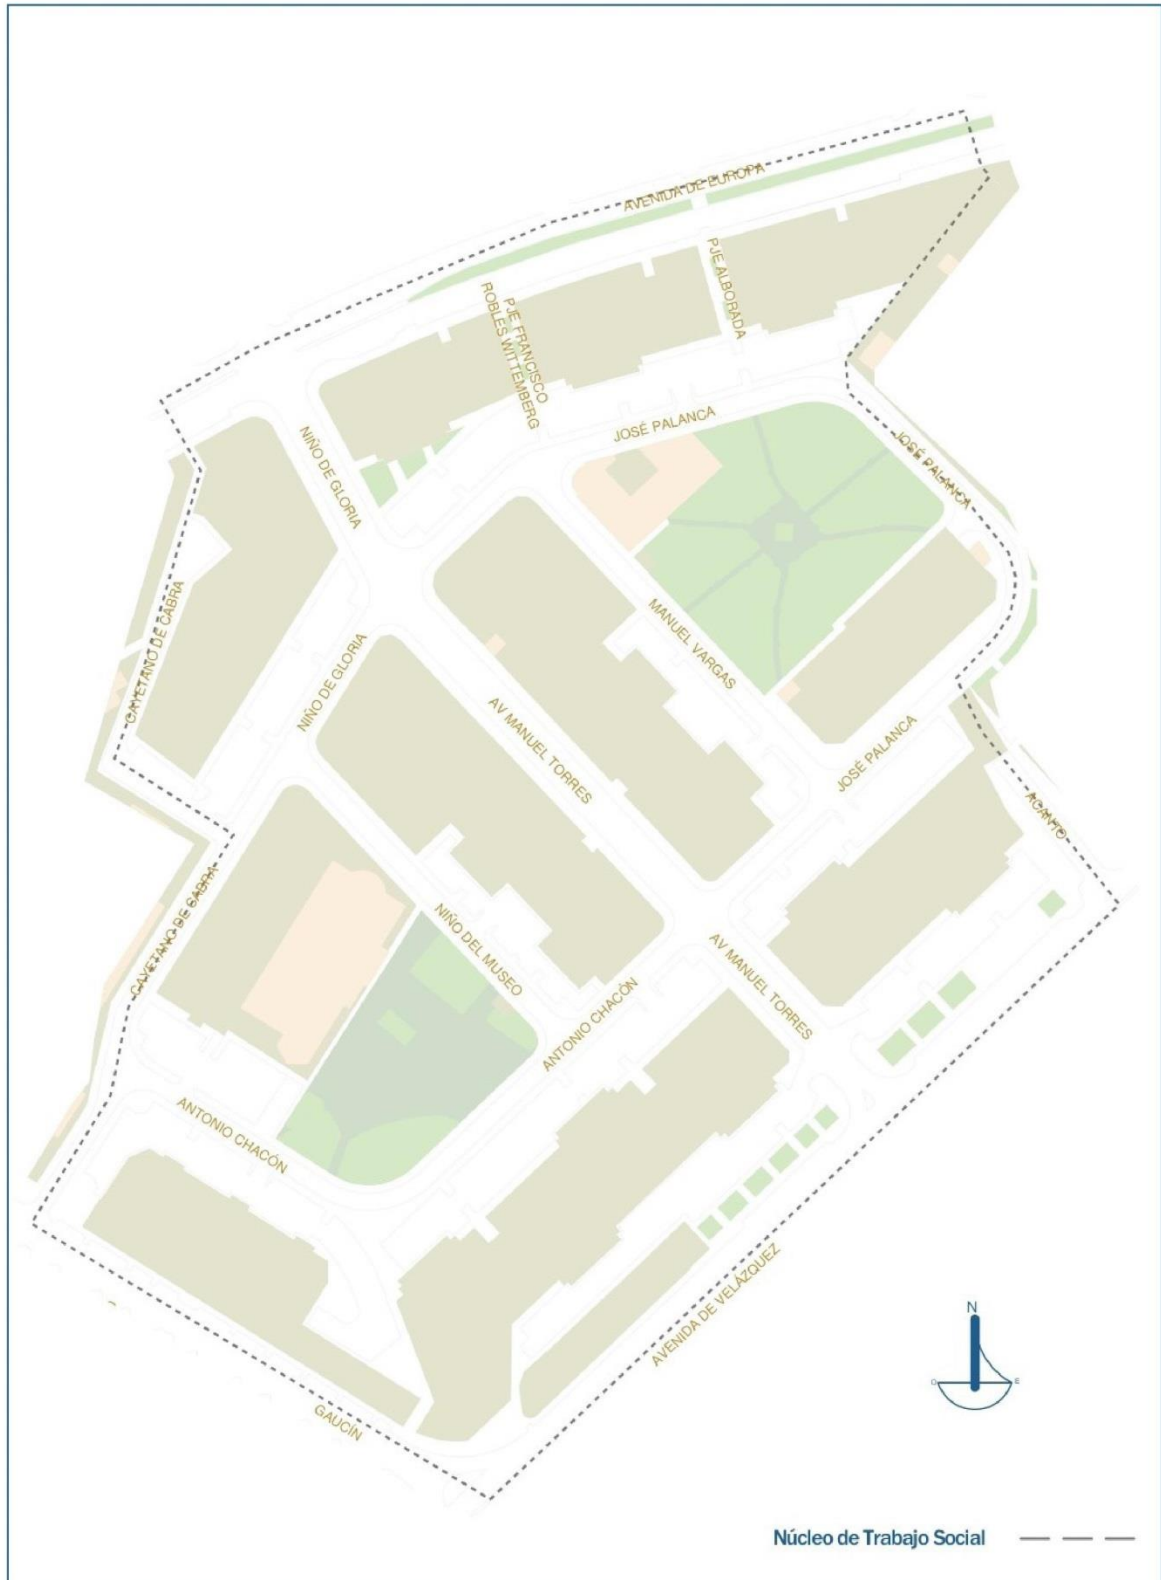 AVENIDA DE EUROPA
PJE ALBORADA
PJE FRANCISCO
ROBLES WITTEMBERG
JOSÉ PALANCA
NIÑO DE GLORIA
JOSÉ PALANCA
CAYETANO DE CABRA
NIÑO DE GLORIA
MANUEL VARGAS
AV MANUEL TORRES
JOSÉ PALANCA
ACANTO
CAYETANO DE CABRA
NIÑO DEL MUSEO
AV MANUEL TORRES
ANTONIO CHACÓN
ANTONIO CHACÓN
AVENIDA DE VELÁZQUEZ
GAUCÍN
N
O E
Núcleo de Trabajo Social